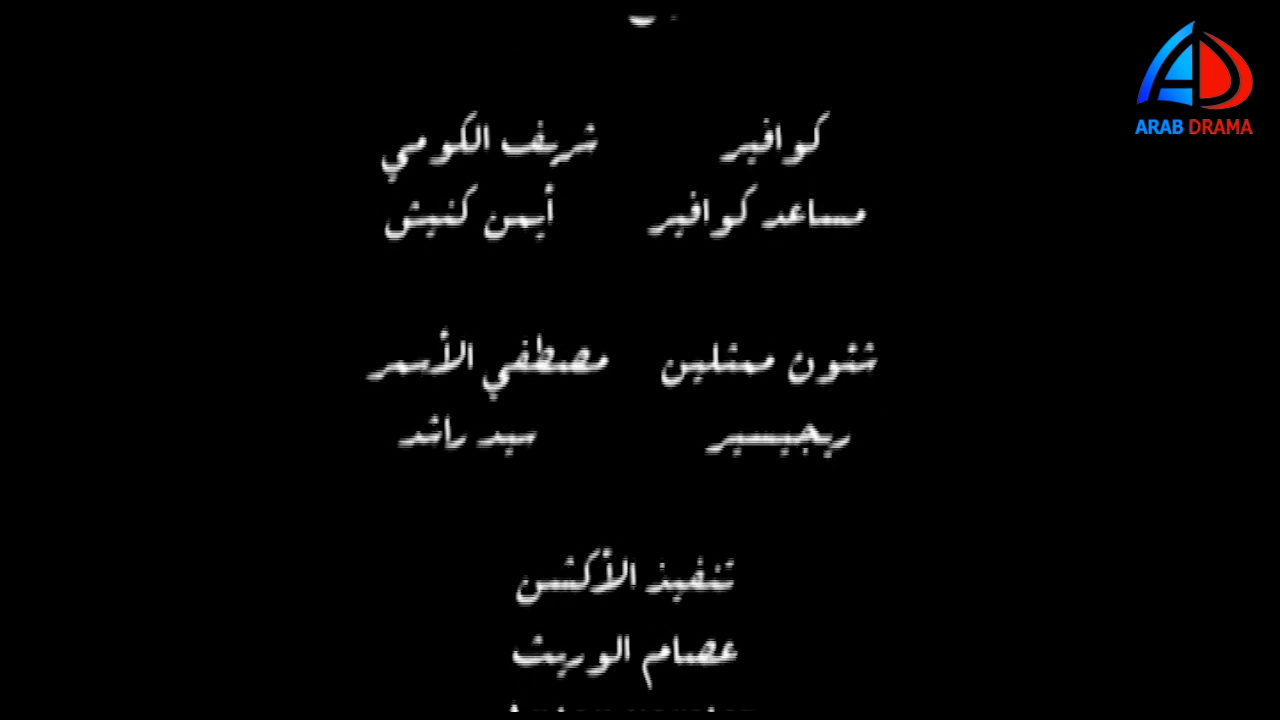 ARAB DRAMA
كوافير شريف الكومي
مساعد كوافير أيمن كنيش
شئون ممثلين مصطفي الأسمر
ريجيسير سيد راشد
تنفيذ الأكشن
عصام الوريث